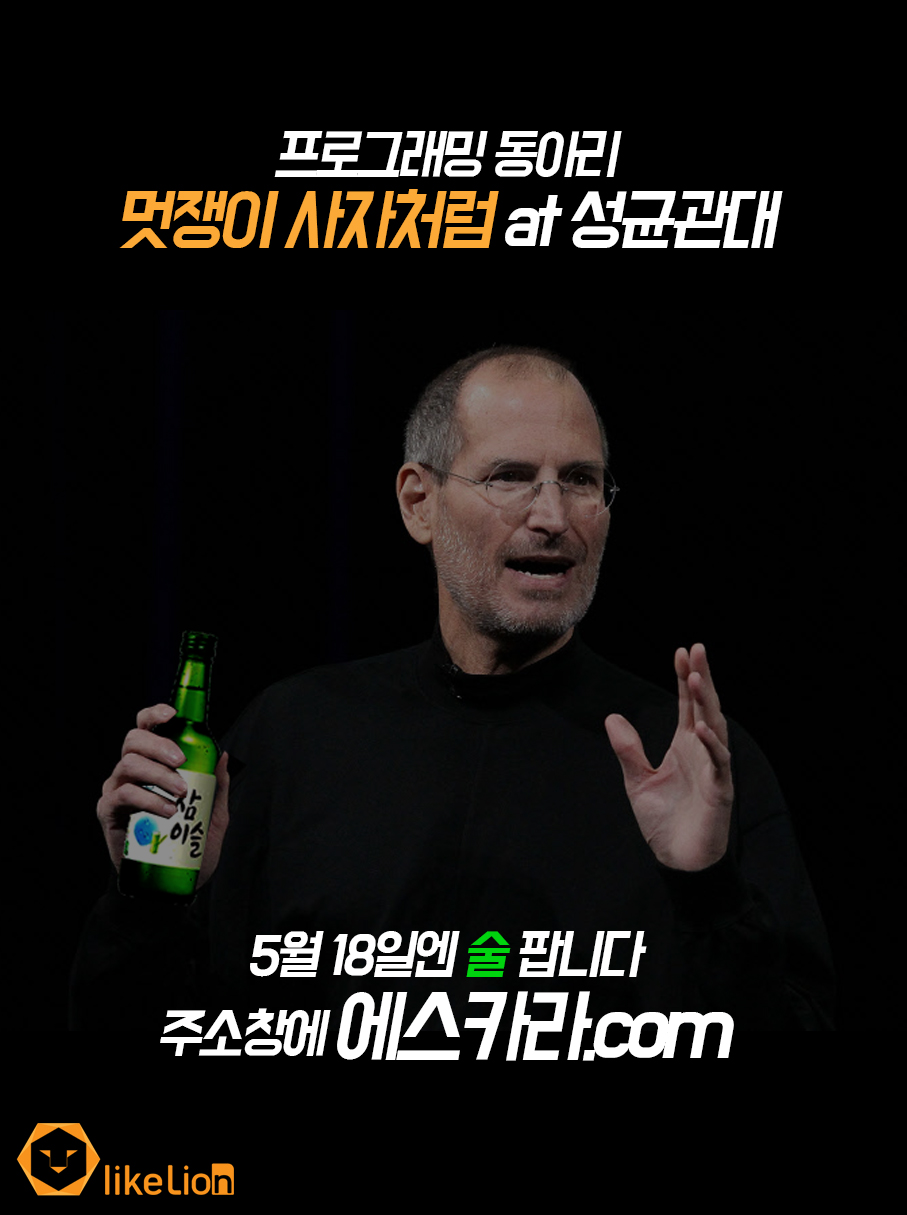 프로그래밍 동아리
멋쟁이 사자처럼 at 성균관대
참
이슬
5월 18일엔 술 팝니다
주소창에 에스카라.com
likelion